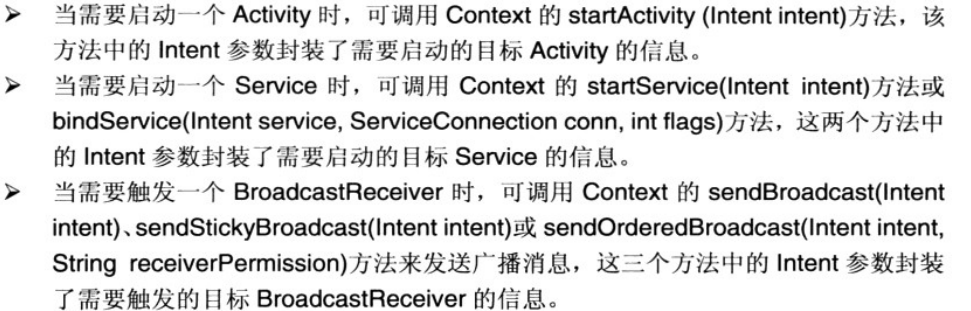 ➢ 当需要启动一个 Activity 时，可调用 Context 的 startActivity (Intent intent)方法，该
方法中的 Intent 参数封装了需要启动的目标 Activity 的信息。
➢ 当需要启动一个 Service 时，可调用 Context 的 startService(Intent intent)方法或
bindService(Intent service, ServiceConnection conn, int flags)方法，这两个方法中
的 Intent 参数封装了需要启动的目标 Service 的信息。
➢ 当需要触发一个 BroadcastReceiver 时，可调用 Context 的 sendBroadcast(Intent
intent)、sendStickyBroadcast(Intent intent)或 sendOrderedBroadcast(Intent intent,
String receiverPermission)方法来发送广播消息，这三个方法中的 Intent 参数封装
了需要触发的目标 BroadcastReceiver 的信息。